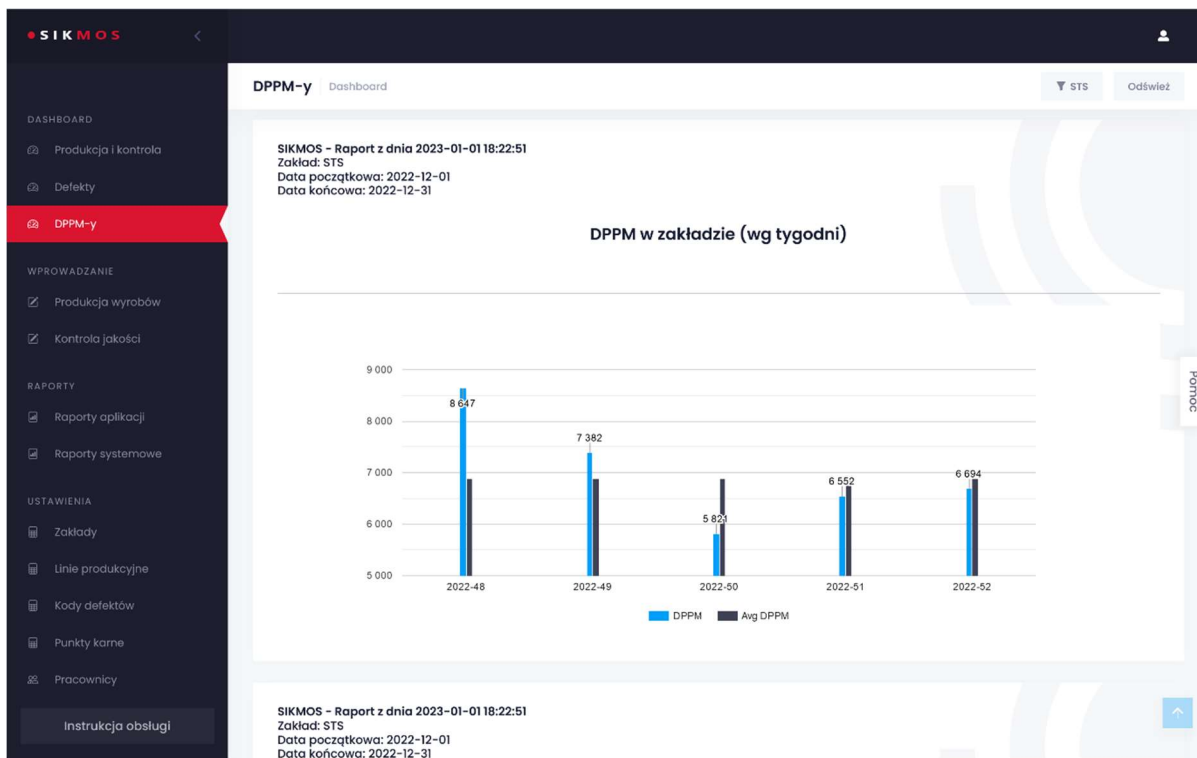 SIKMOS
DPPM-y Dashboard
STS
Odśwież
DASHBOARD
Produkcja i kontrola
Defekty
DPPM-y
WPROWADZANIE
Produkcja wyrobów
Kontrola jakości
RAPORTY
Raporty aplikacji
Raporty systemowe
USTAWIENIA
Zakłady
Linie produkcyjne
Kody defektów
Punkty karne
Pracownicy
Instrukcja obsługi
SIKMOS - Raport z dnia 2023-01-01 18:22:51
Zakład: STS
Data początkowa: 2022-12-01
Data końcowa: 2022-12-31
DPPM w zakładzie (wg tygodni)
9 000
8 000
7 000
6 000
5 000
8 647
7 382
5 821
6 552
6 694
2022-48
2022-49
2022-50
2022-51
2022-52
DPPM
Avg DPPM
Pomoc
SIKMOS - Raport z dnia 2023-01-01 18:22:51
Zakład: STS
Data początkowa: 2022-12-01
Data końcowa: 2022-12-31